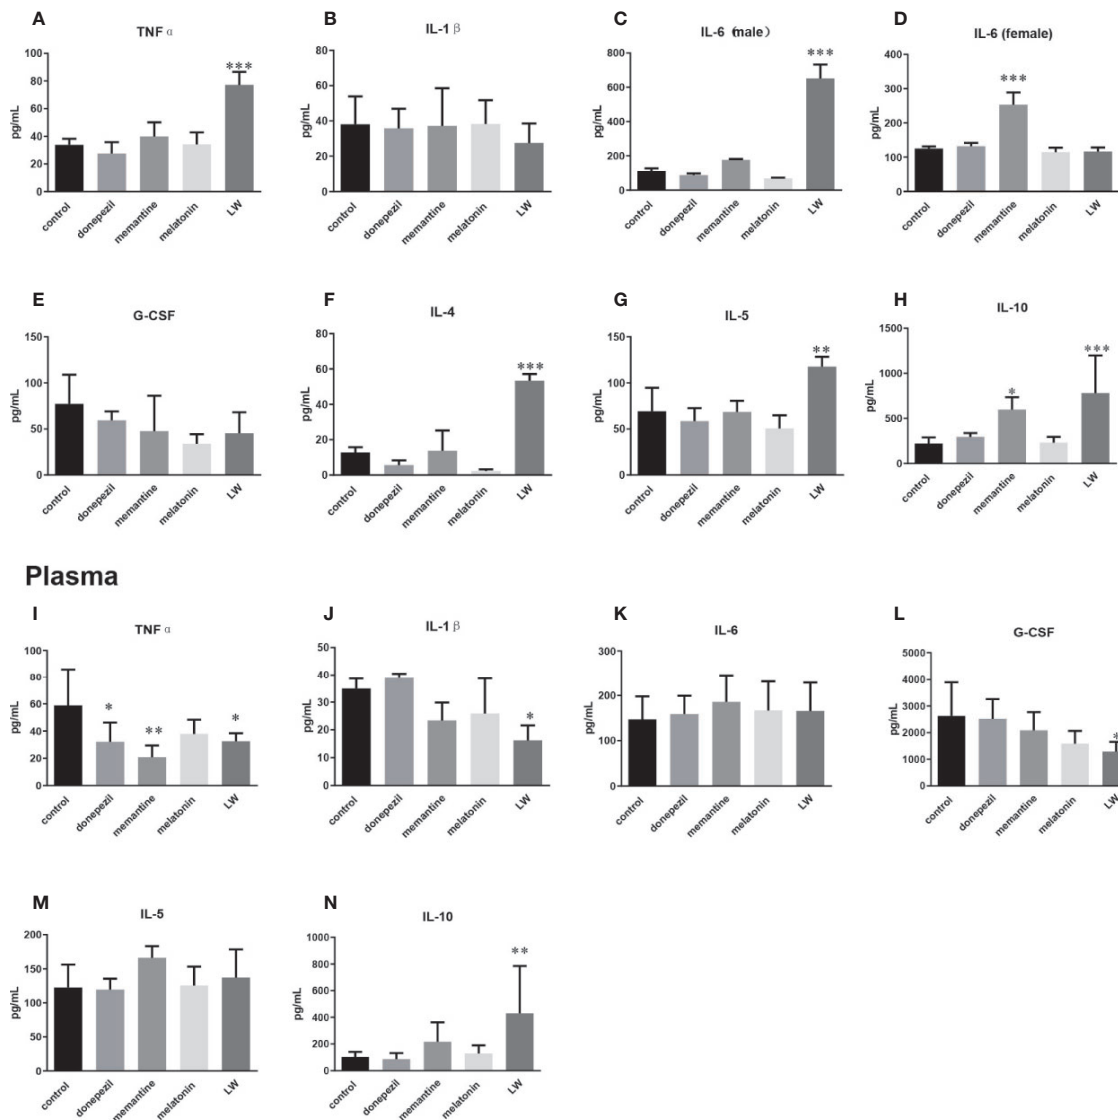 A
TNF α
pg/mL
100
80
60
40
20
0
***
control
donepezil
memantine
melatonin
LW
B
IL-1 β
pg/mL
80
60
40
20
0
control
donepezil
memantine
melatonin
LW
C
IL-6 (male)
pg/mL
800
600
400
200
0
***
control
donepezil
memantine
melatonin
LW
D
IL-6 (female)
pg/mL
400
300
200
100
0
***
control
donepezil
memantine
melatonin
LW
E
G-CSF
pg/mL
150
100
50
0
control
donepezil
memantine
melatonin
LW
F
IL-4
pg/mL
80
60
40
20
0
***
control
donepezil
memantine
melatonin
LW
G
IL-5
pg/mL
150
100
50
0
**
control
donepezil
memantine
melatonin
LW
H
IL-10
pg/mL
1500
1000
500
0
*
***
control
donepezil
memantine
melatonin
LW
Plasma
I
TNF α
pg/mL
100
80
60
40
20
0
*
**
*
control
donepezil
memantine
melatonin
LW
J
IL-1 β
pg/mL
50
40
30
20
10
0
*
control
donepezil
memantine
melatonin
LW
K
IL-6
pg/mL
300
200
150
100
0
control
donepezil
memantine
melatonin
LW
L
G-CSF
pg/mL
5000
4000
3000
2000
1000
0
*
control
donepezil
memantine
melatonin
LW
M
IL-5
pg/mL
200
150
100
50
0
control
donepezil
memantine
melatonin
LW
N
IL-10
pg/mL
1000
800
600
400
200
0
**
control
donepezil
memantine
melatonin
LW